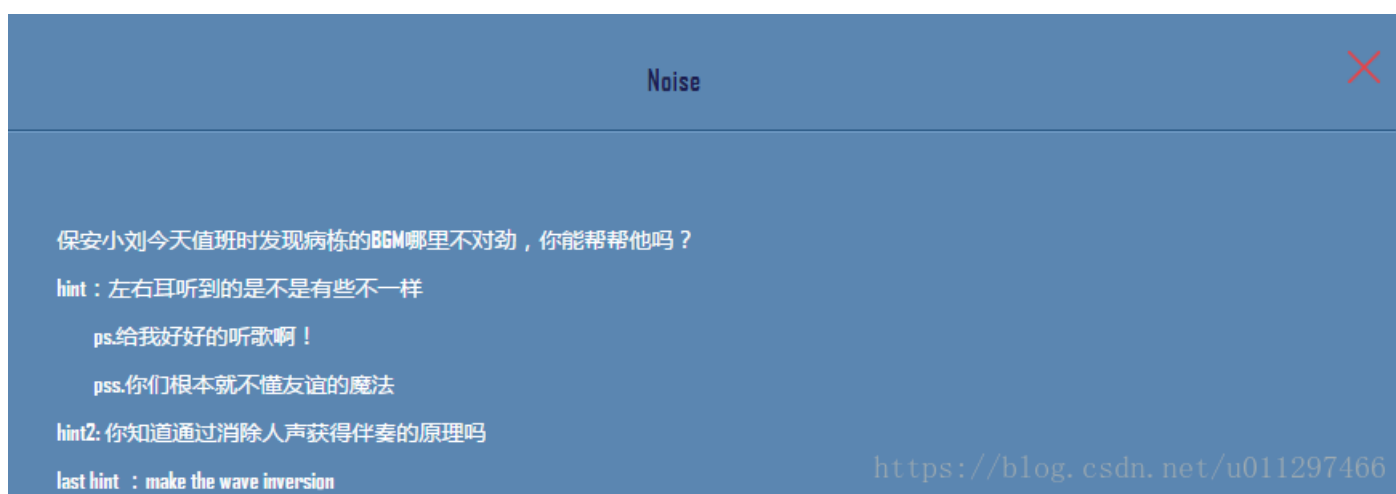 Noise
保安小刘今天值班时发现病栋的BGM哪里不对劲，你能帮帮他吗？
hint：左右耳听到的是不是有些不一样
ps.给我好好的听歌啊！
pss.你们根本就不懂友谊的魔法
hint2: 你知道通过消除人声获得伴奏的原理吗
last hint ：make the wave inversion
https://blog.csdn.net/u011297466